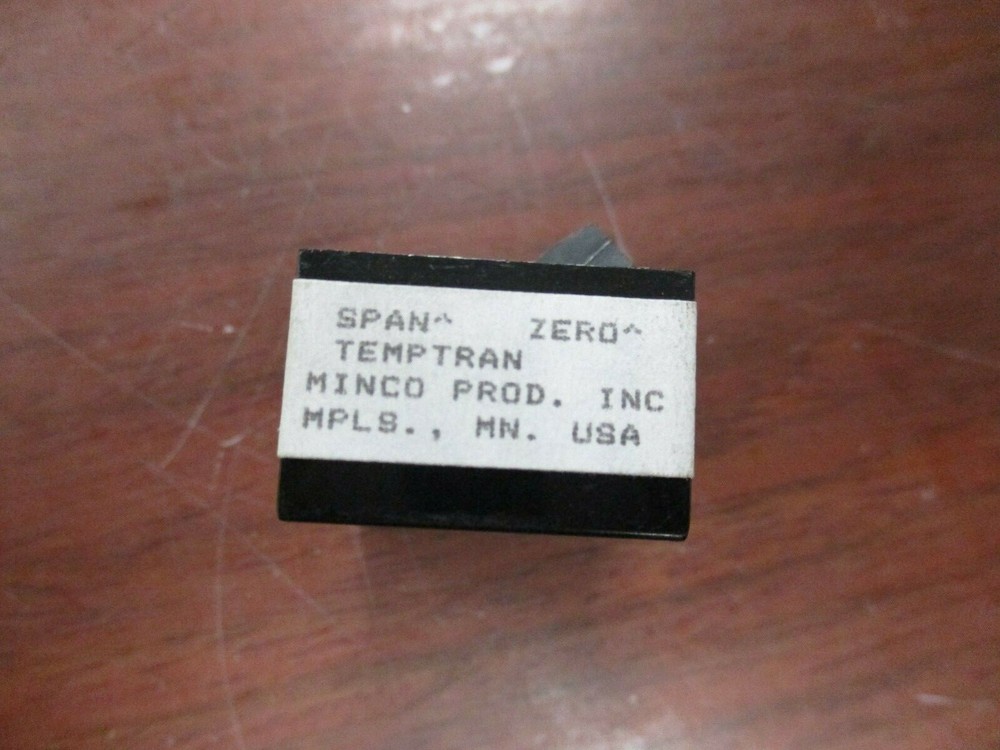 SPAN^ ZERO^
TEMPTRAN
MINCO PROD. INC
MPLS., MN. USA